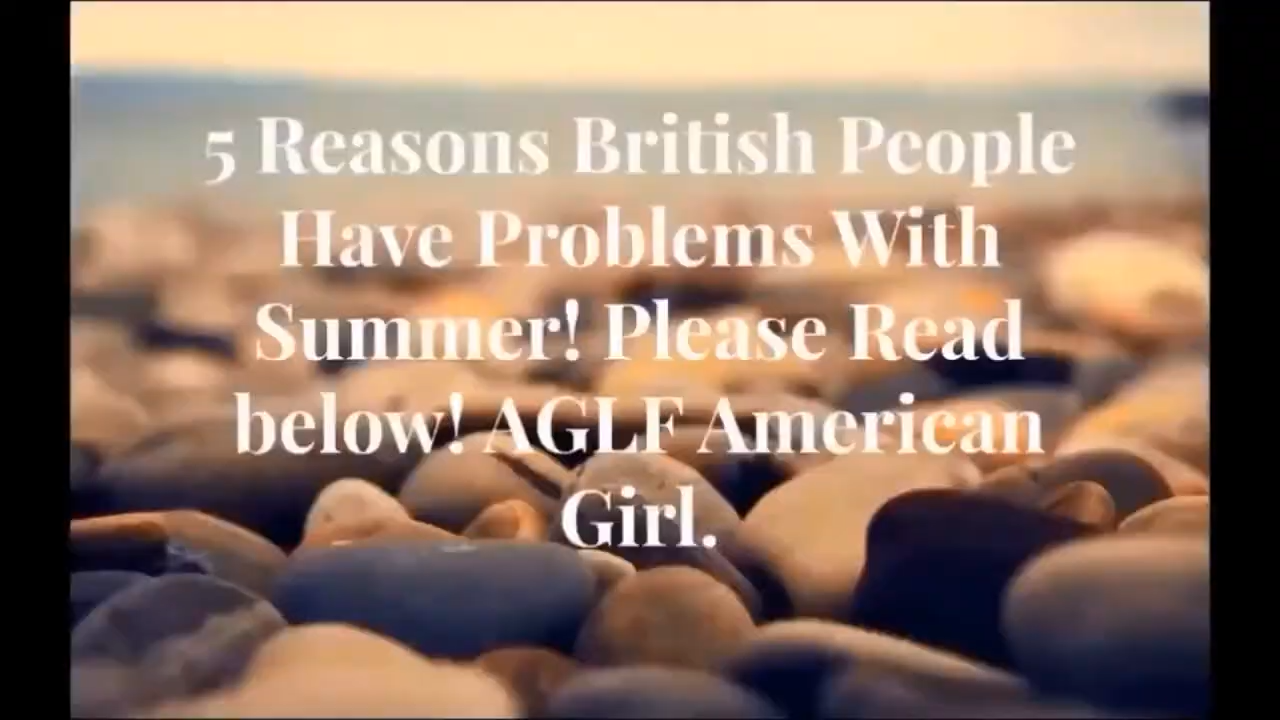 5 Reasons British People
Have Problems With
Summer! Please Read
below! AGLF American
Girl.